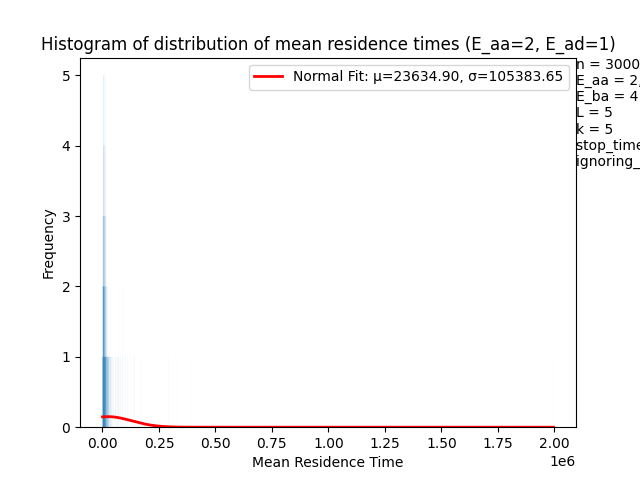 Histogram of distribution of mean residence times (E_aa=2, E_ad=1)
n = 3000
E_aa = 2,
E_ba = 4
L = 5
k = 5
stop_time
ignoring_
Normal Fit: μ=23634.90, σ=105383.65
Frequency
5
4
3
2
1
0
0.00 0.25 0.50 0.75 1.00 1.25 1.50 1.75 2.00
1e6
Mean Residence Time